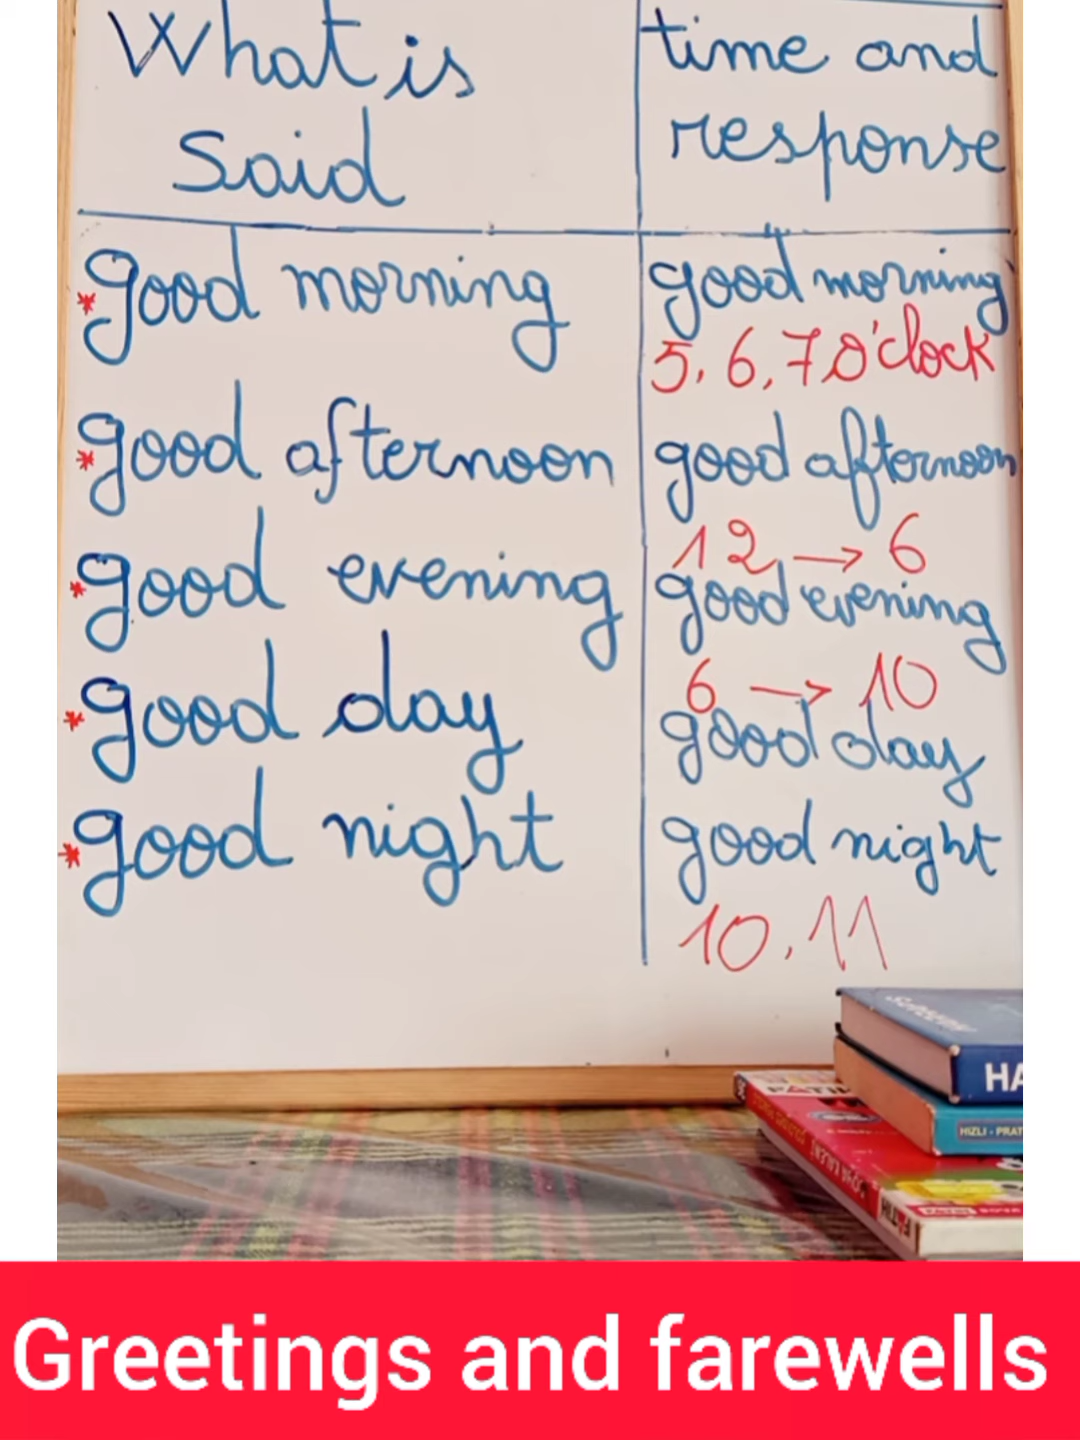 What is
Said
time and
response
*good morning
good morning
5, 6, 7 o'clock
*good afternoon
good afternoon
12 → 6
*good evening
good evening
6 → 10
*good day
good day
*good night
good night
10, 11
HA
HIZLI - PRAT
FATİH
Greetings and farewells